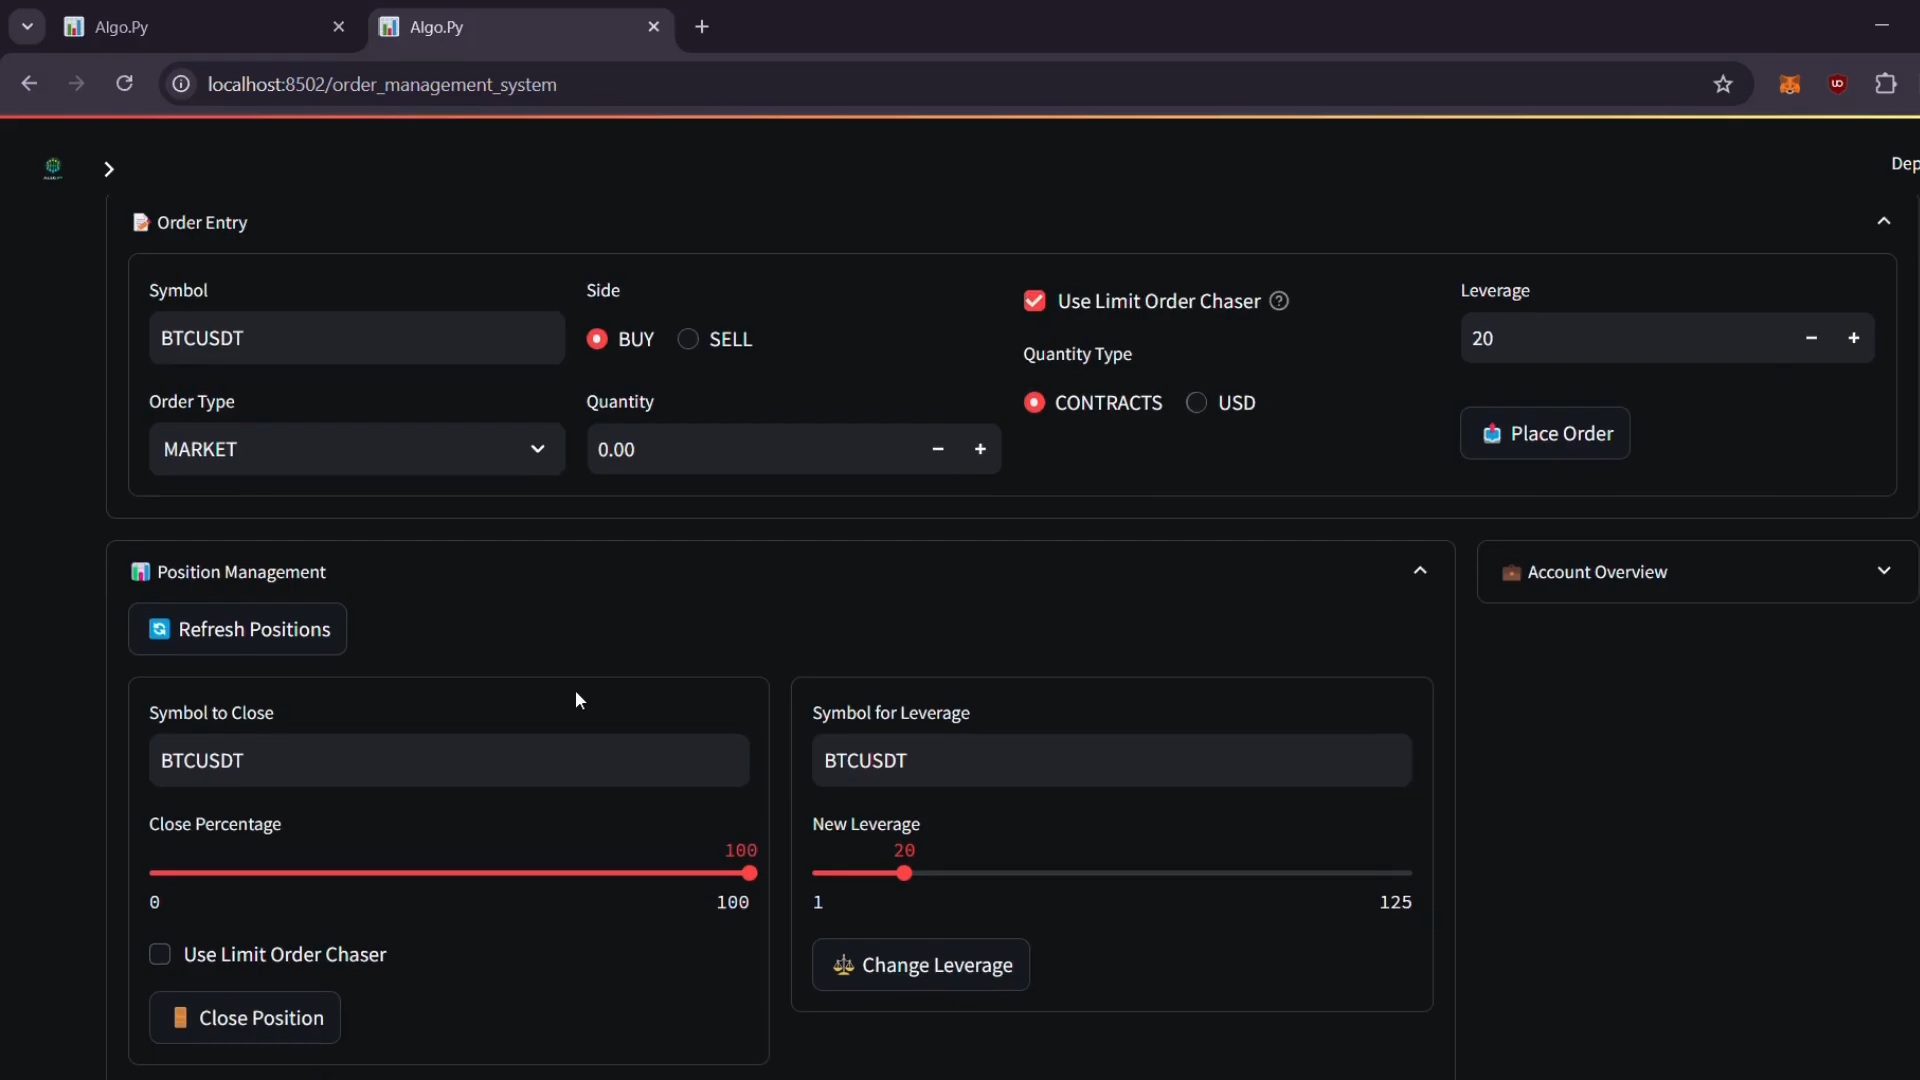 Algo.Py
Algo.Py
localhost:8502/order_management_system
Dep
Order Entry
Symbol
BTCUSDT
Side
BUY
SELL
Use Limit Order Chaser
Leverage
20
Quantity Type
CONTRACTS
USD
Order Type
MARKET
Quantity
0.00
Place Order
Position Management
Refresh Positions
Account Overview
Symbol to Close
BTCUSDT
Close Percentage
100
0
100
Use Limit Order Chaser
Close Position
Symbol for Leverage
BTCUSDT
New Leverage
20
1
125
Change Leverage